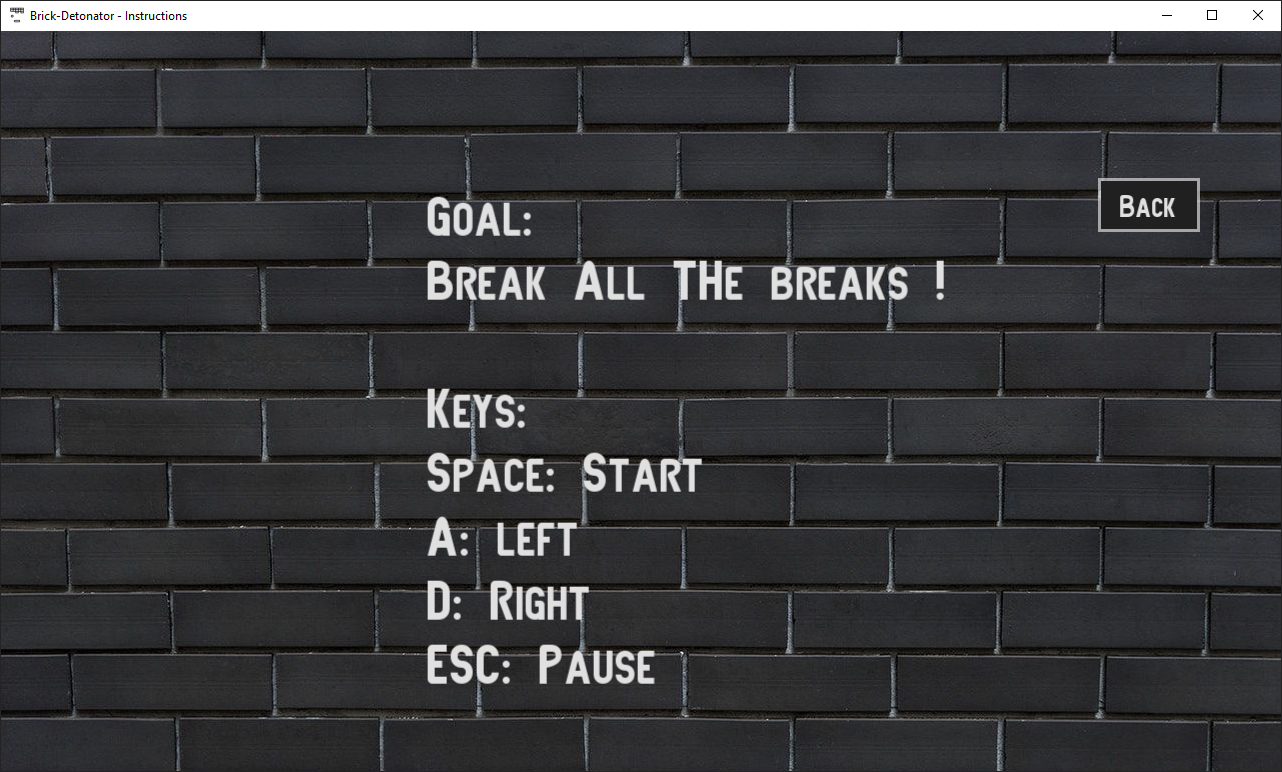 Brick-Detonator - Instructions
Back
Goal:
Break All THe breaks !
Keys:
Space: Start
A: left
D: Right
ESC: Pause